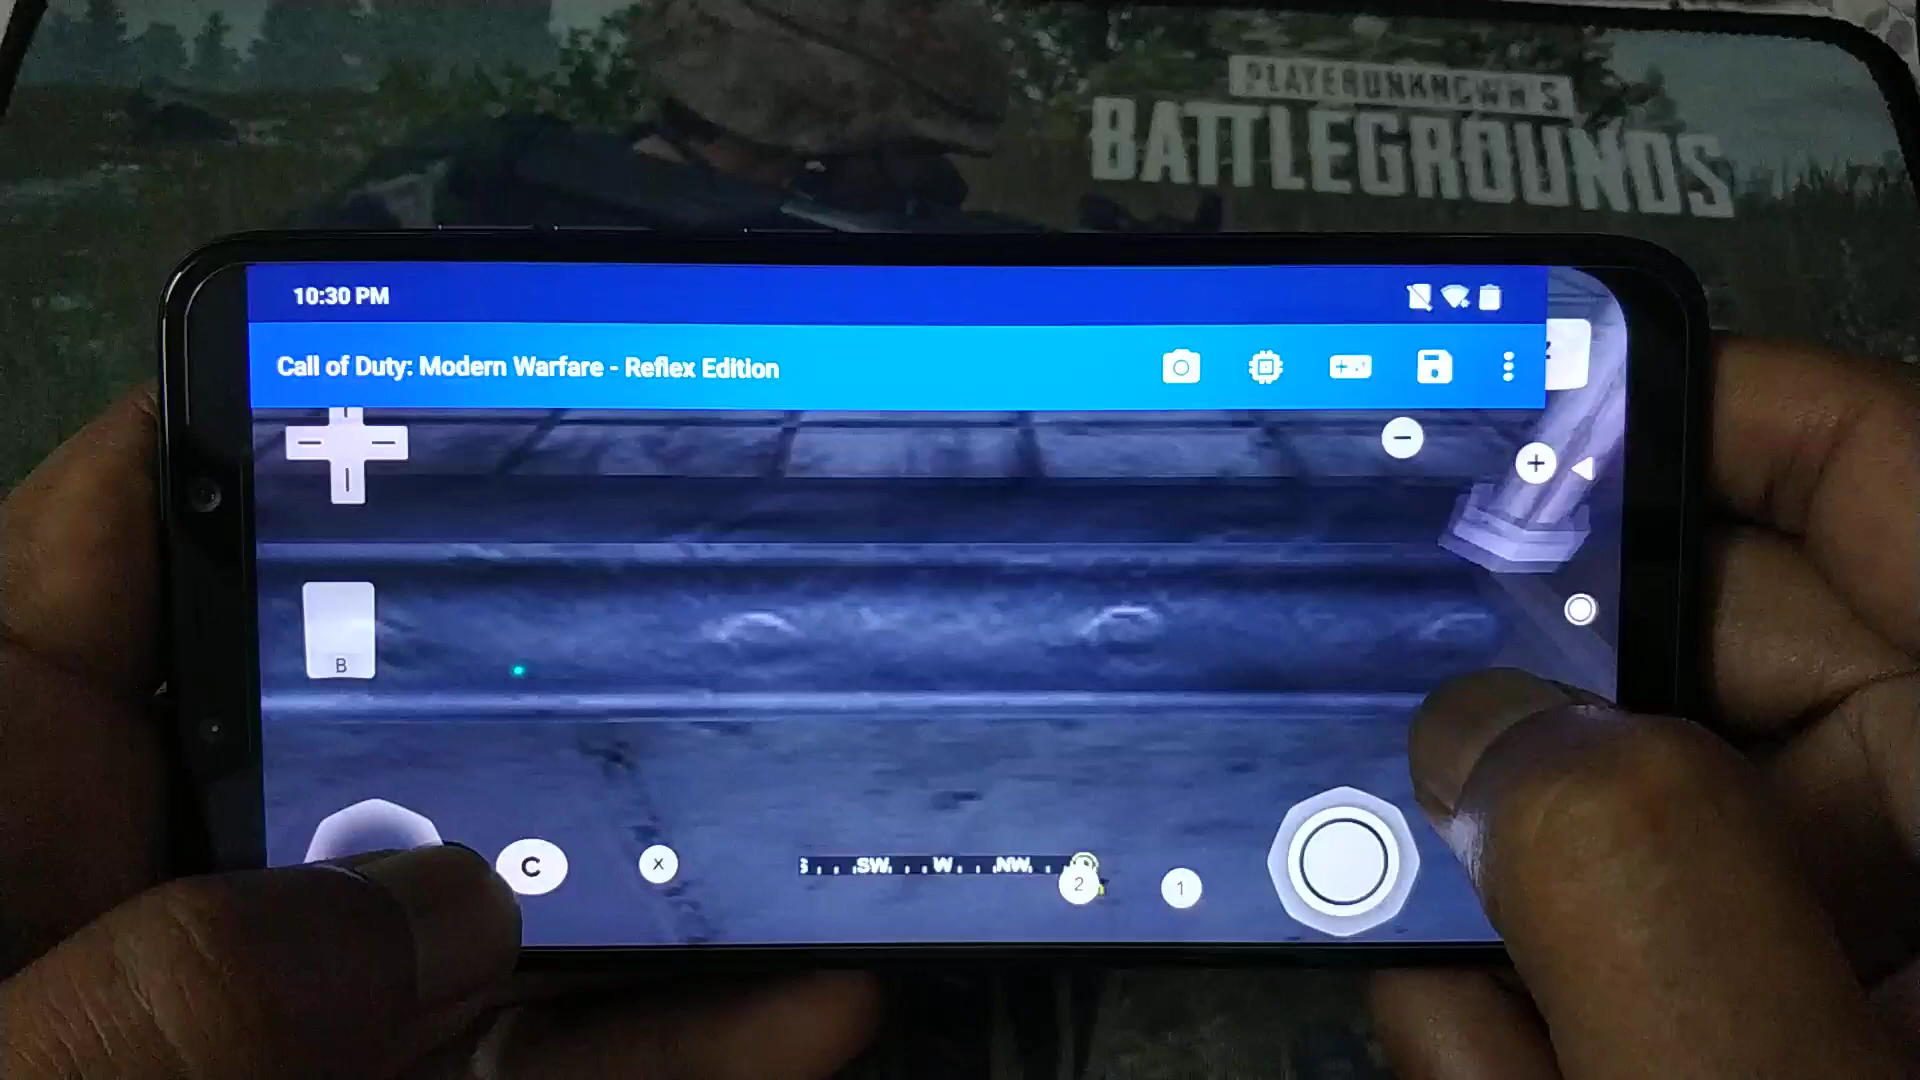 PLAYERUNKNOWN'S
BATTLEGROUNDS
10:30 PM
Call of Duty: Modern Warfare - Reflex Edition
Z
B
C
X
SW W NW
2
1